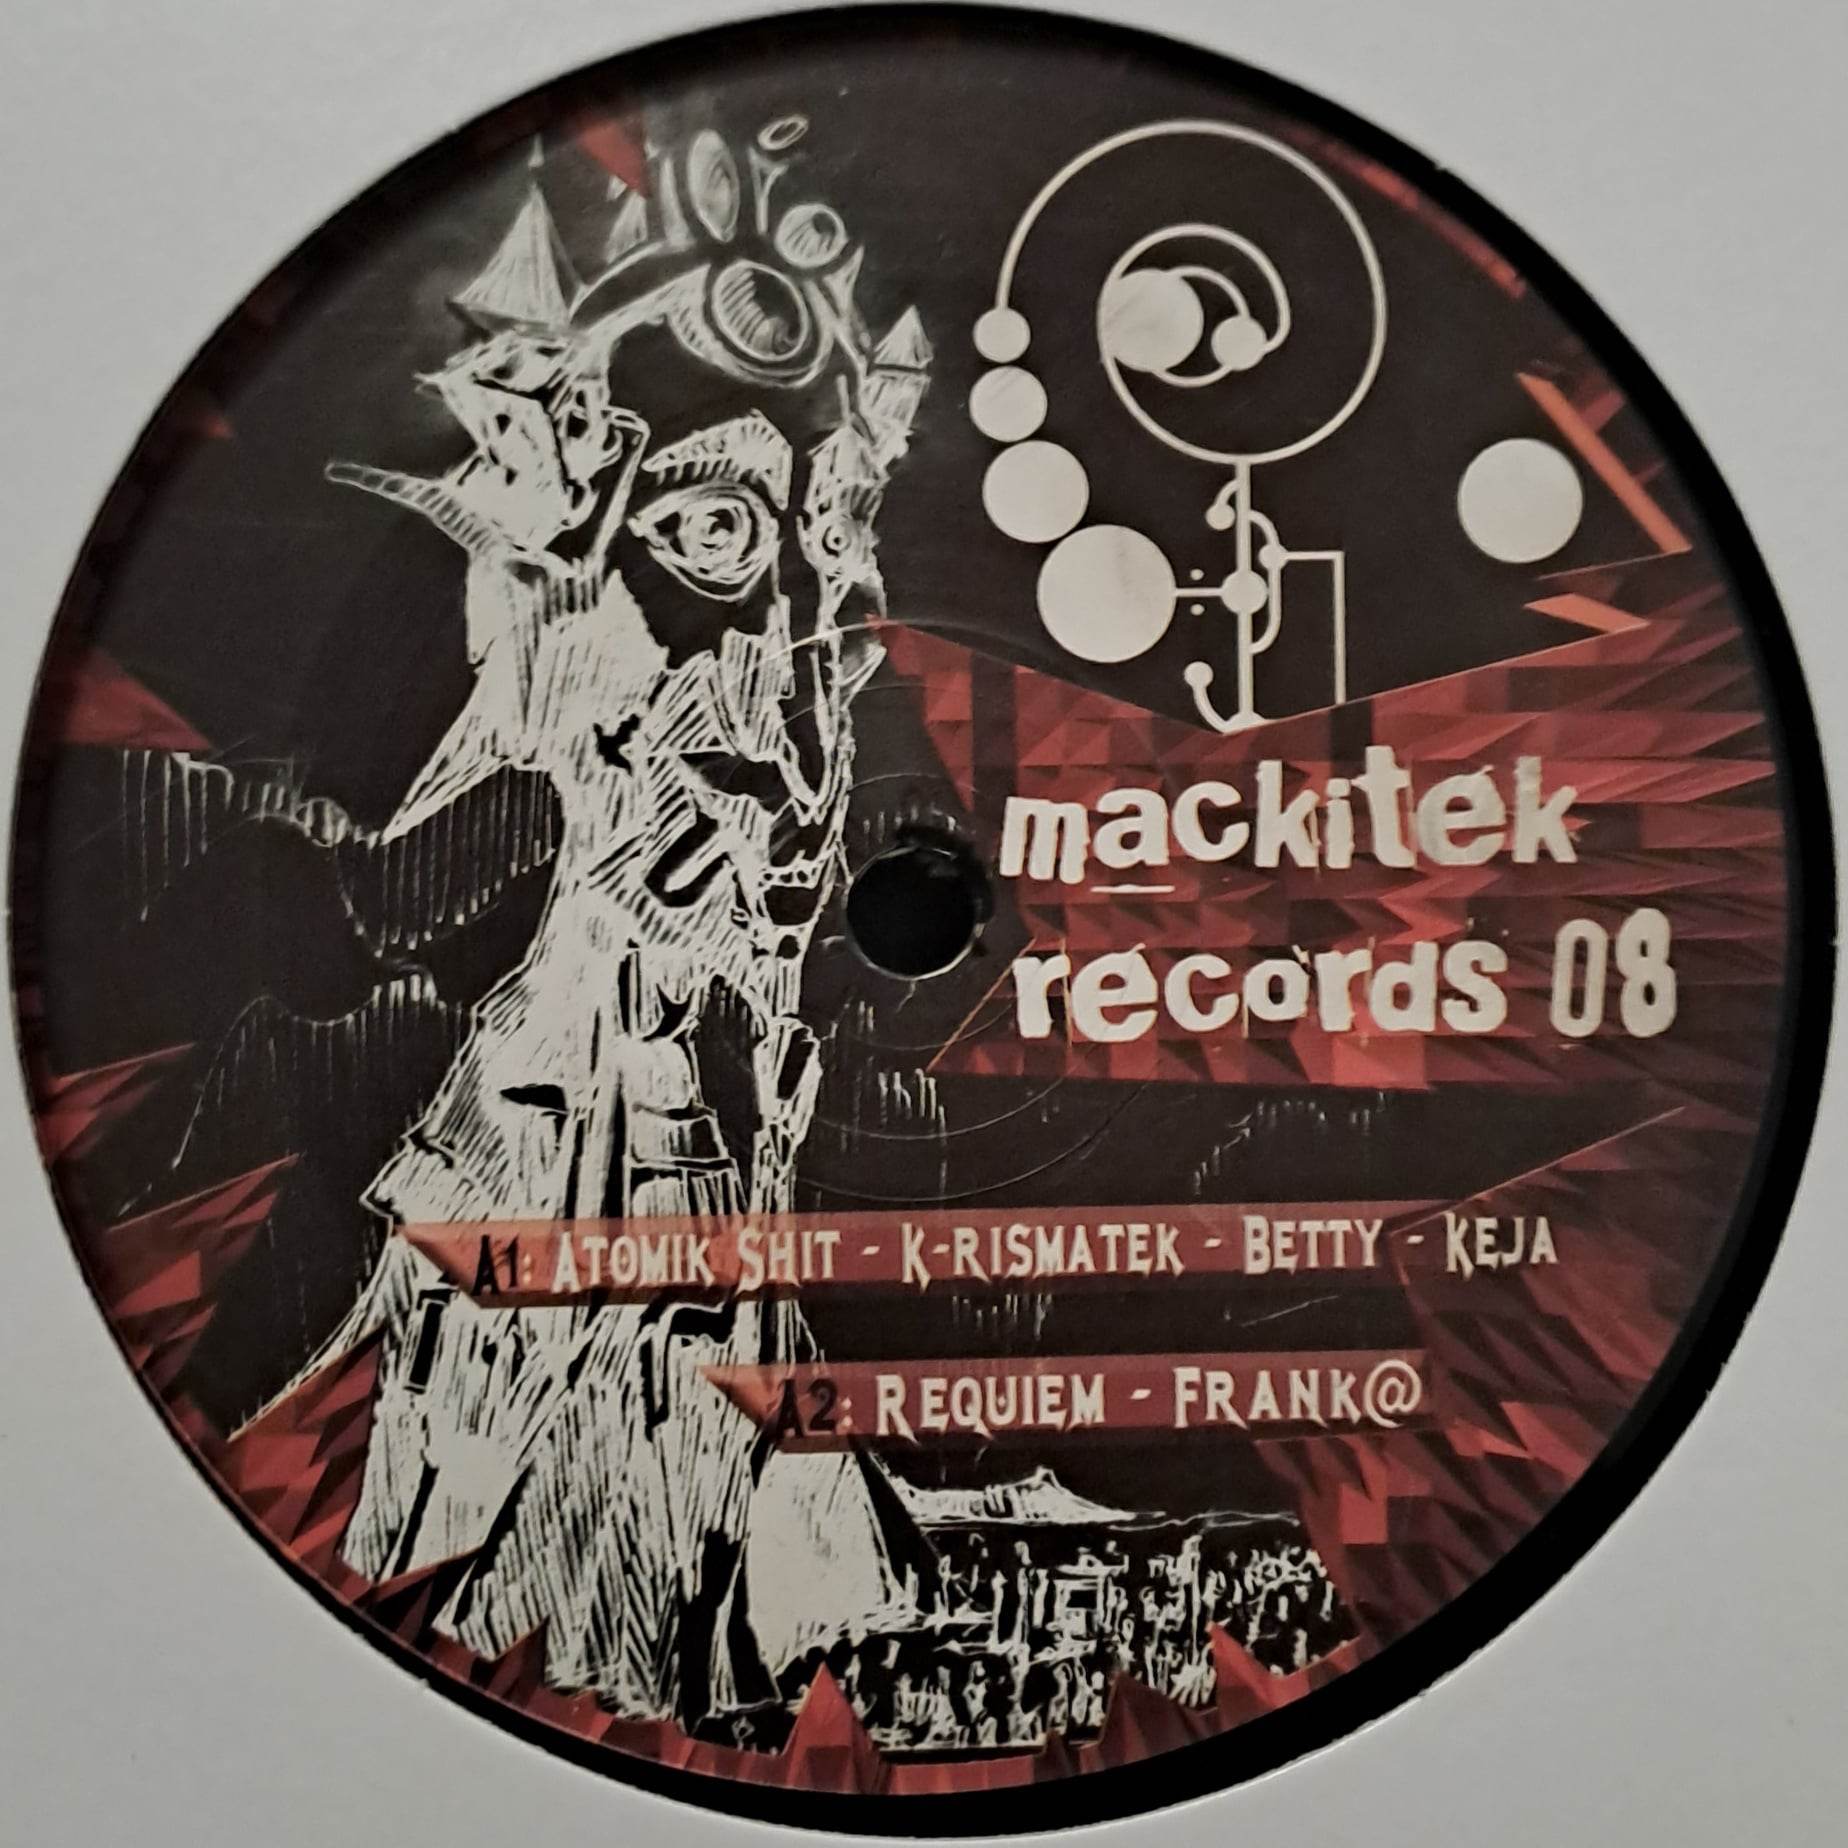 mackitek
records 08
A1: Atomik Shit - K-rismatek - Betty - Keja
A2: Requiem - Frank@